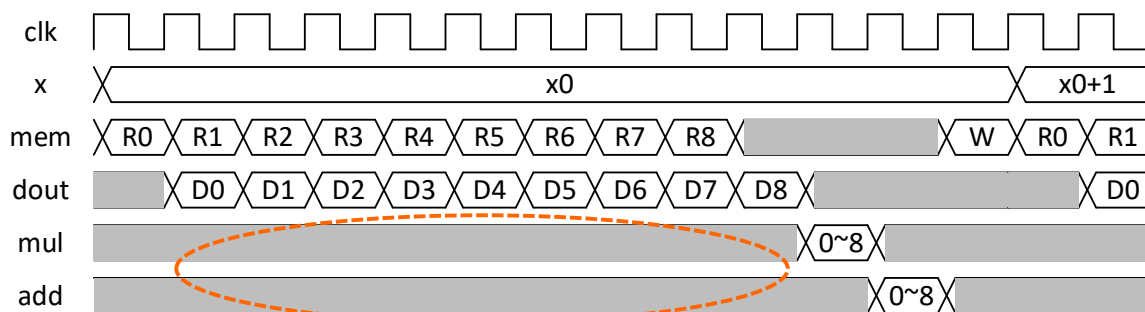 clk
x x0 x0+1
mem R0 R1 R2 R3 R4 R5 R6 R7 R8 W R0 R1
dout D0 D1 D2 D3 D4 D5 D6 D7 D8 D0
mul 0~8
add 0~8